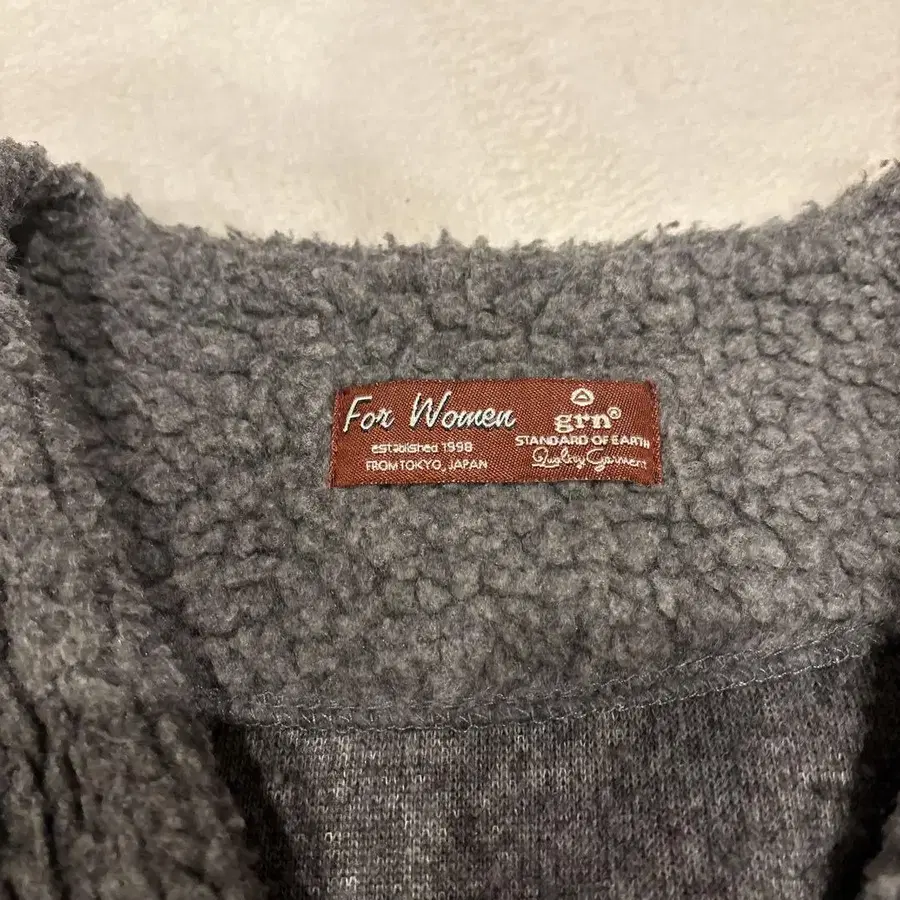 For Women
established 1998
FROM TOKYO, JAPAN
grn®
STANDARD OF EARTH
Quality Garment